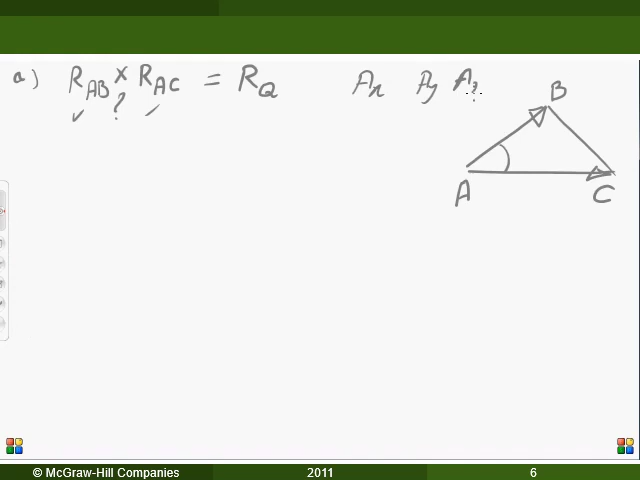 a) R_AB × R_AC = R_Q Ax Ay Az
?
B
A C
© McGraw-Hill Companies 2011 6